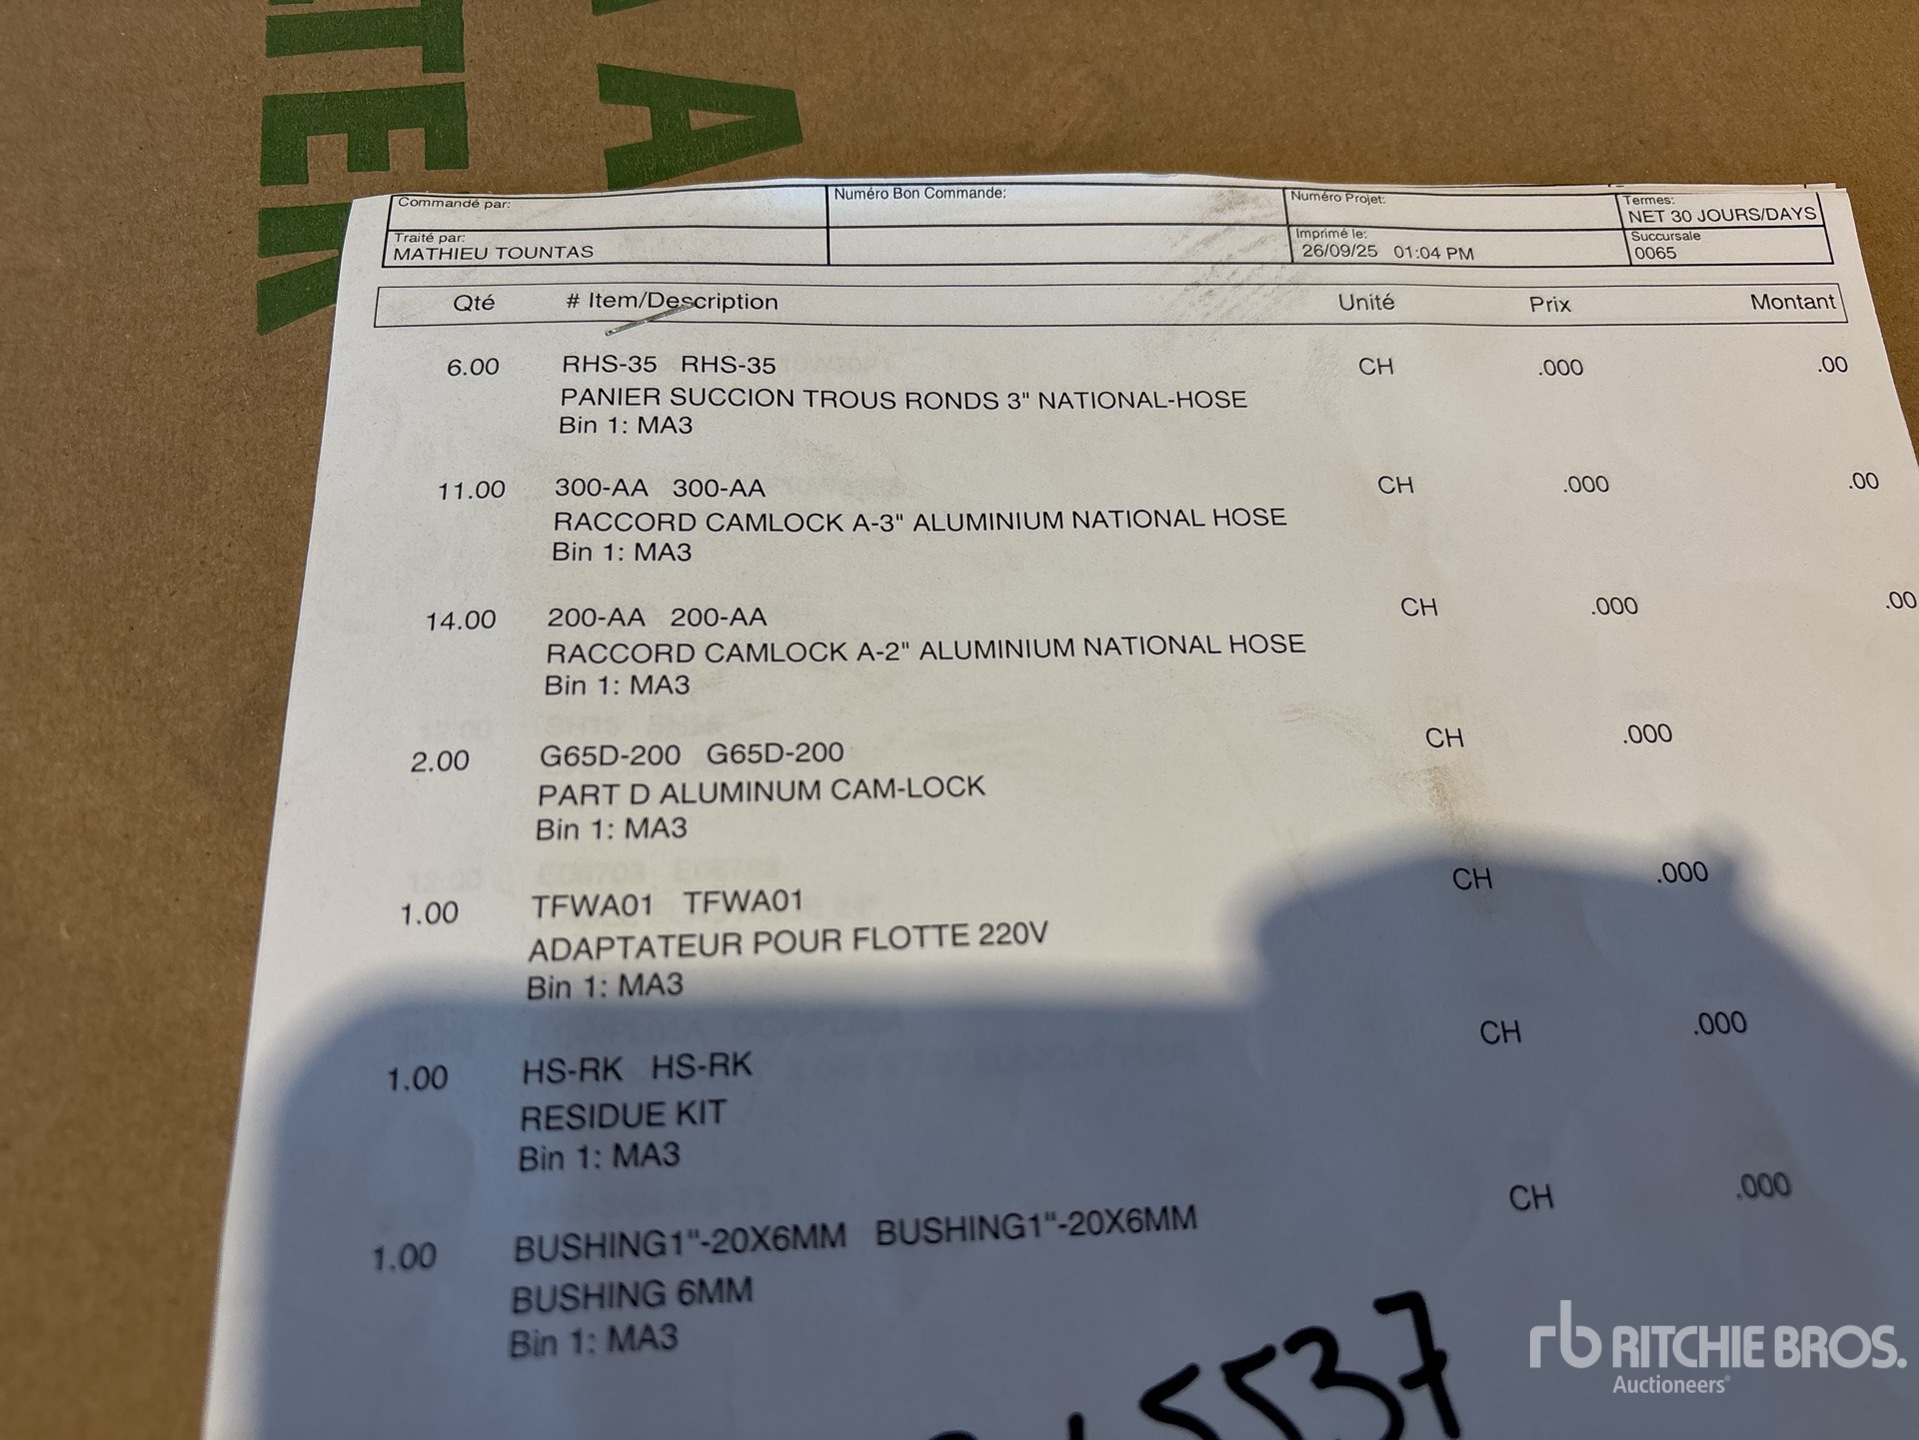 Commandé par:
Numéro Bon Commande:
Numéro Projet:
Termes:
NET 30 JOURS/DAYS
Traité par:
MATHIEU TOUNTAS
Imprimé le:
26/09/25 01:04 PM
Succursale
0065
Qté # Item/Description Unité Prix Montant
6.00 RHS-35 RHS-35 CH .000 .00
PANIER SUCCION TROUS RONDS 3" NATIONAL-HOSE
Bin 1: MA3
11.00 300-AA 300-AA CH .000 .00
RACCORD CAMLOCK A-3" ALUMINIUM NATIONAL HOSE
Bin 1: MA3
14.00 200-AA 200-AA CH .000 .00
RACCORD CAMLOCK A-2" ALUMINIUM NATIONAL HOSE
Bin 1: MA3
2.00 G65D-200 G65D-200 CH .000
PART D ALUMINUM CAM-LOCK
Bin 1: MA3
1.00 TFWA01 TFWA01 CH .000
ADAPTATEUR POUR FLOTTE 220V
Bin 1: MA3
1.00 HS-RK HS-RK CH .000
RESIDUE KIT
Bin 1: MA3
1.00 BUSHING1"-20X6MM BUSHING1"-20X6MM CH .000
BUSHING 6MM
Bin 1: MA3
5537
rb RITCHIE BROS.
Auctioneers